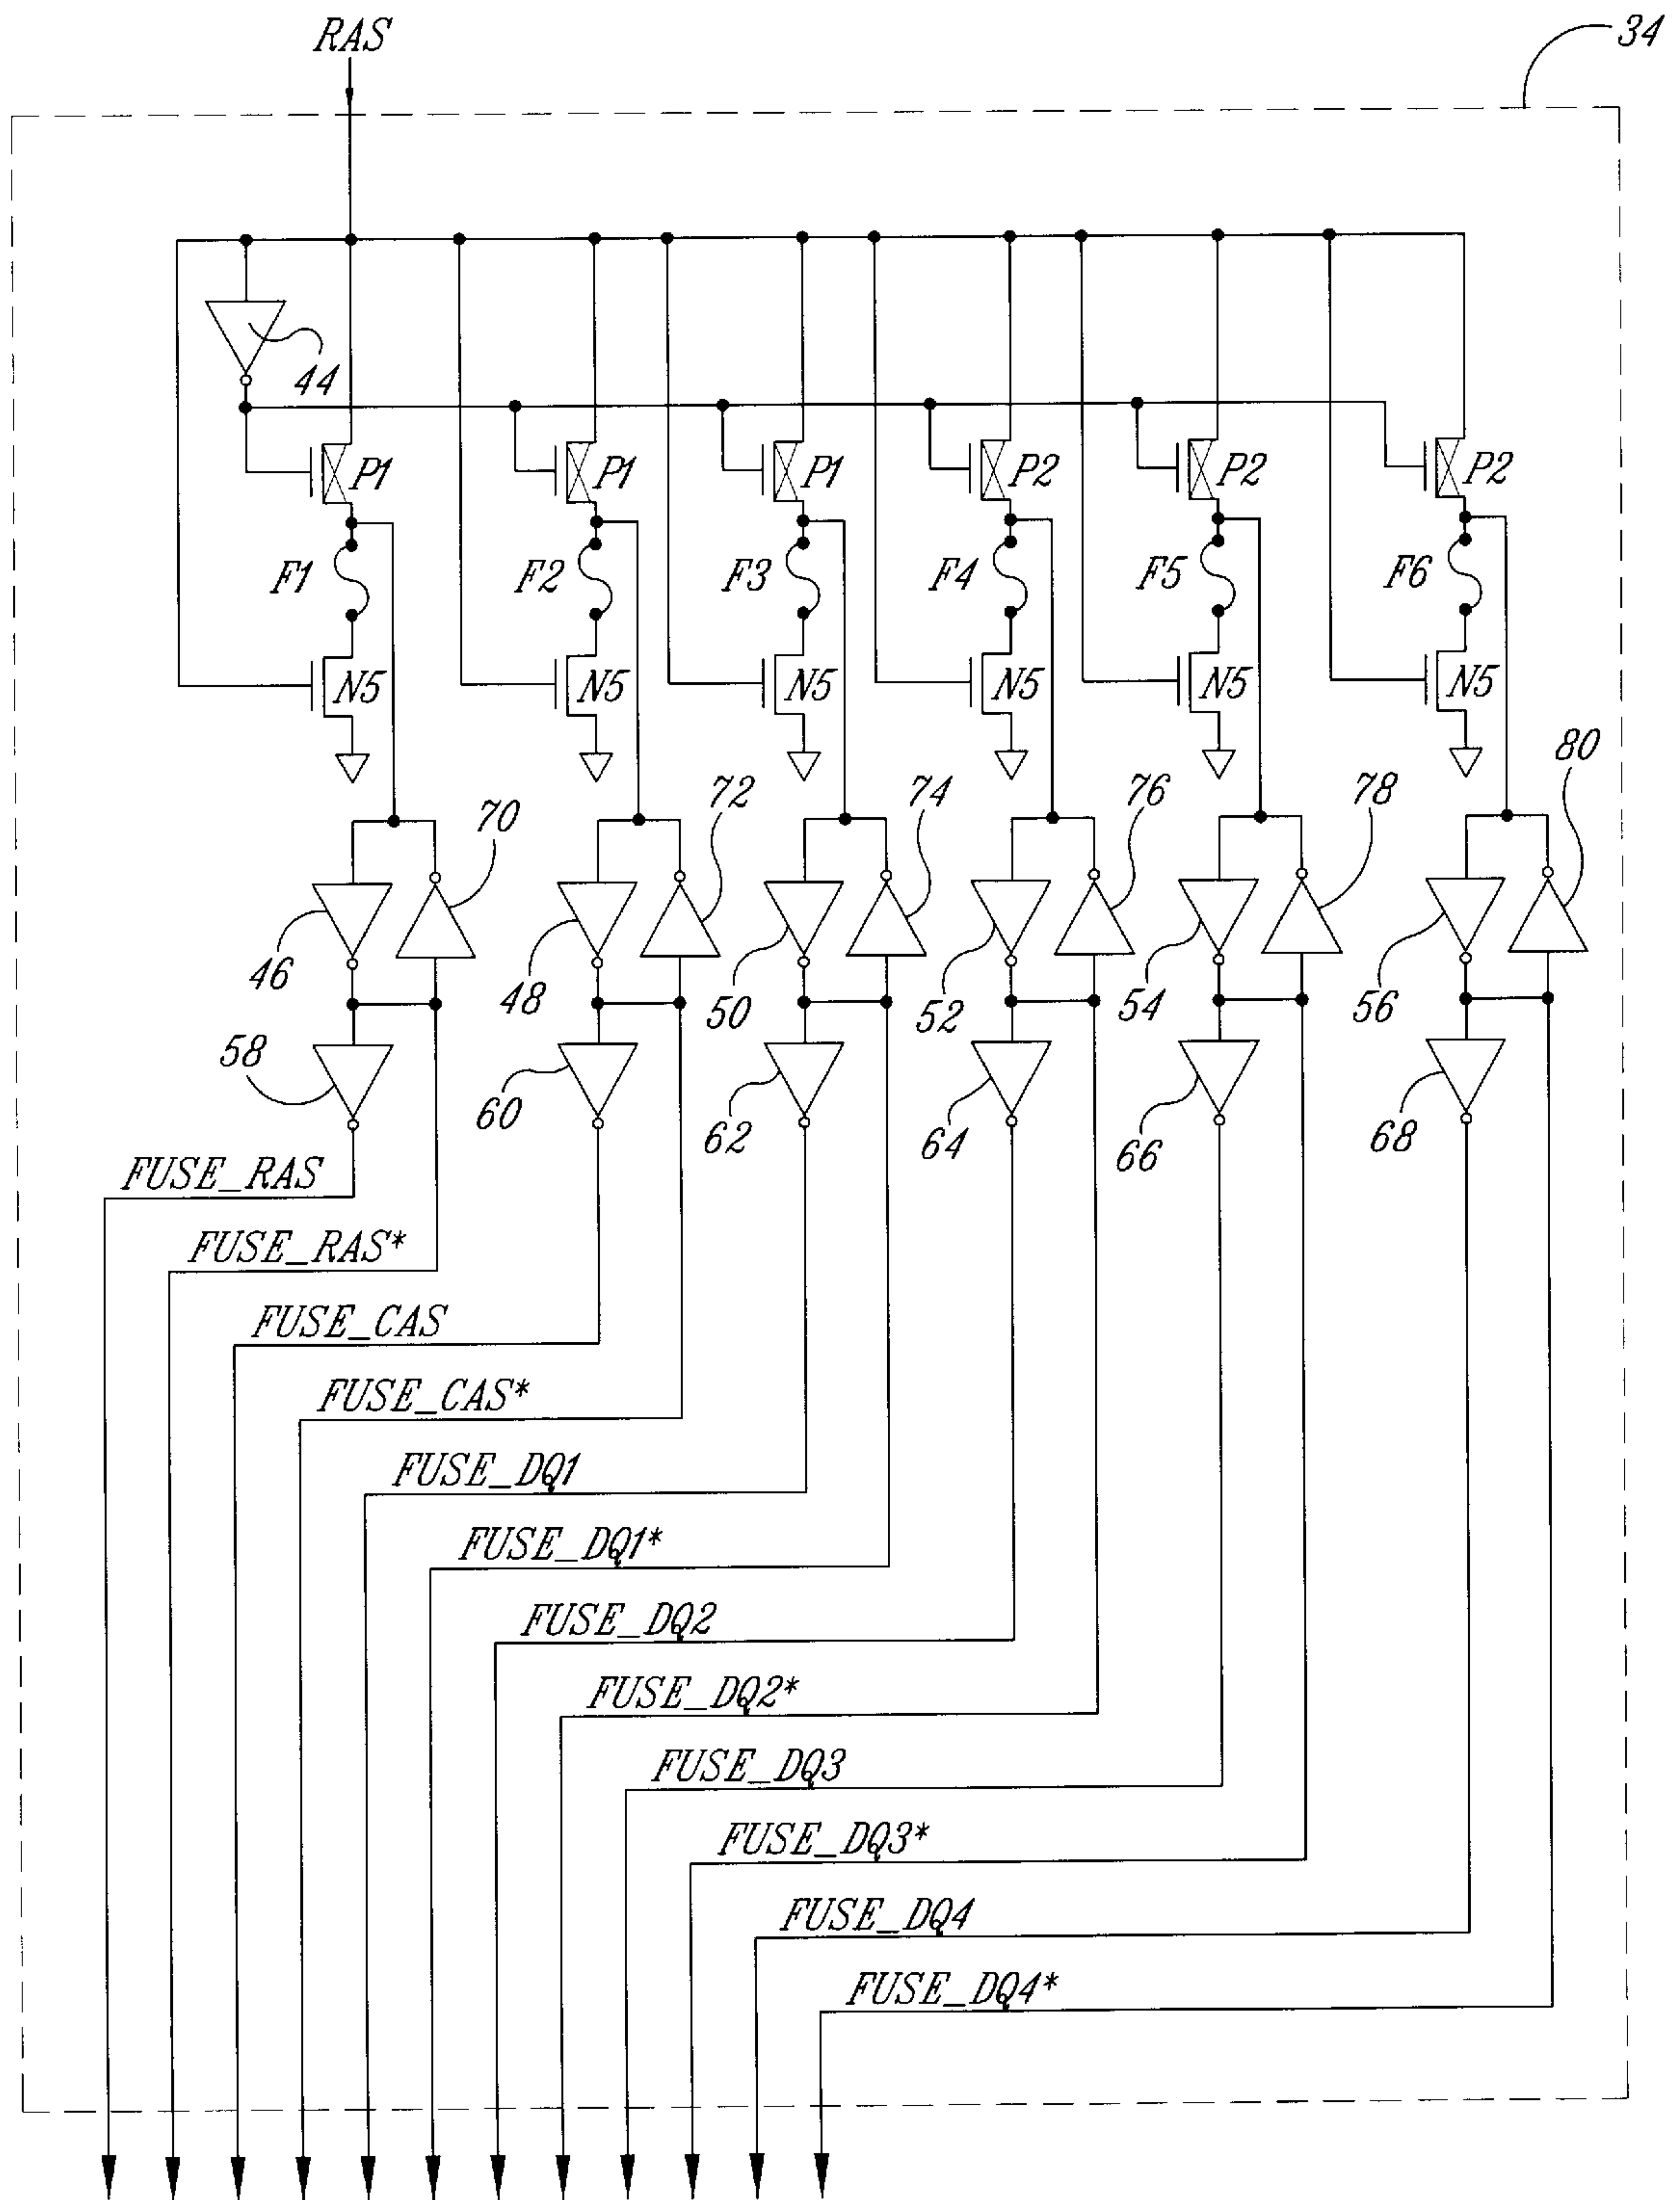 RAS
34
44
P1 P1 P1 P2 P2 P2
F1 F2 F3 F4 F5 F6
N5 N5 N5 N5 N5 N5
70 72 74 76 78 80
46 48 50 52 54 56
58 60 62 64 66 68
FUSE_RAS
FUSE_RAS*
FUSE_CAS
FUSE_CAS*
FUSE_DQ1
FUSE_DQ1*
FUSE_DQ2
FUSE_DQ2*
FUSE_DQ3
FUSE_DQ3*
FUSE_DQ4
FUSE_DQ4*